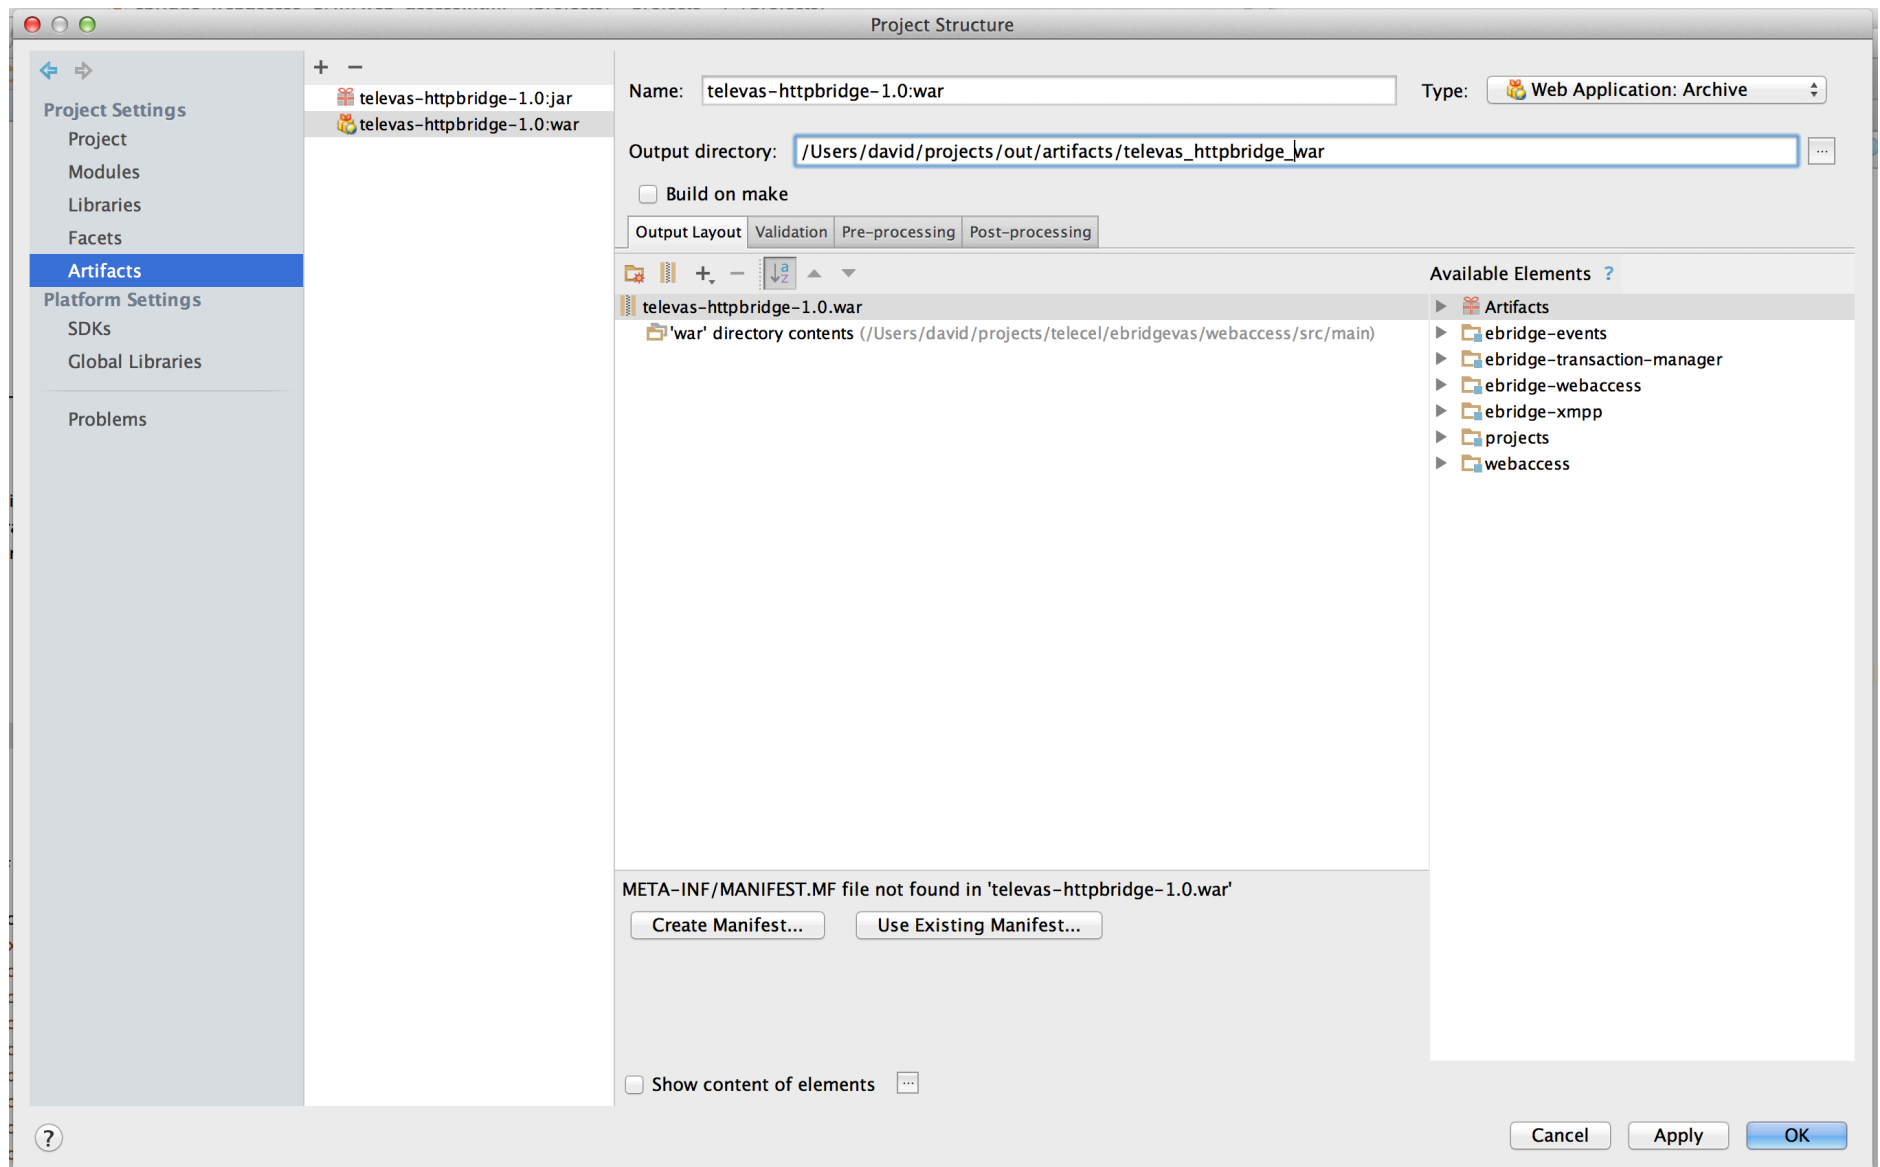 Project Structure
Project Settings
Project
Modules
Libraries
Facets
Artifacts
Platform Settings
SDKs
Global Libraries
Problems
televas-httpbridge-1.0:jar
televas-httpbridge-1.0:war
Name: televas-httpbridge-1.0:war Type: Web Application: Archive
Output directory: /Users/david/projects/out/artifacts/televas_httpbridge_war ...
Build on make
Output Layout Validation Pre-processing Post-processing
Available Elements ?
televas-httpbridge-1.0.war
'war' directory contents (/Users/david/projects/telecel/ebridgevas/webaccess/src/main)
Artifacts
ebridge-events
ebridge-transaction-manager
ebridge-webaccess
ebridge-xmpp
projects
webaccess
META-INF/MANIFEST.MF file not found in 'televas-httpbridge-1.0.war'
Create Manifest... Use Existing Manifest...
Show content of elements ...
? Cancel Apply OK